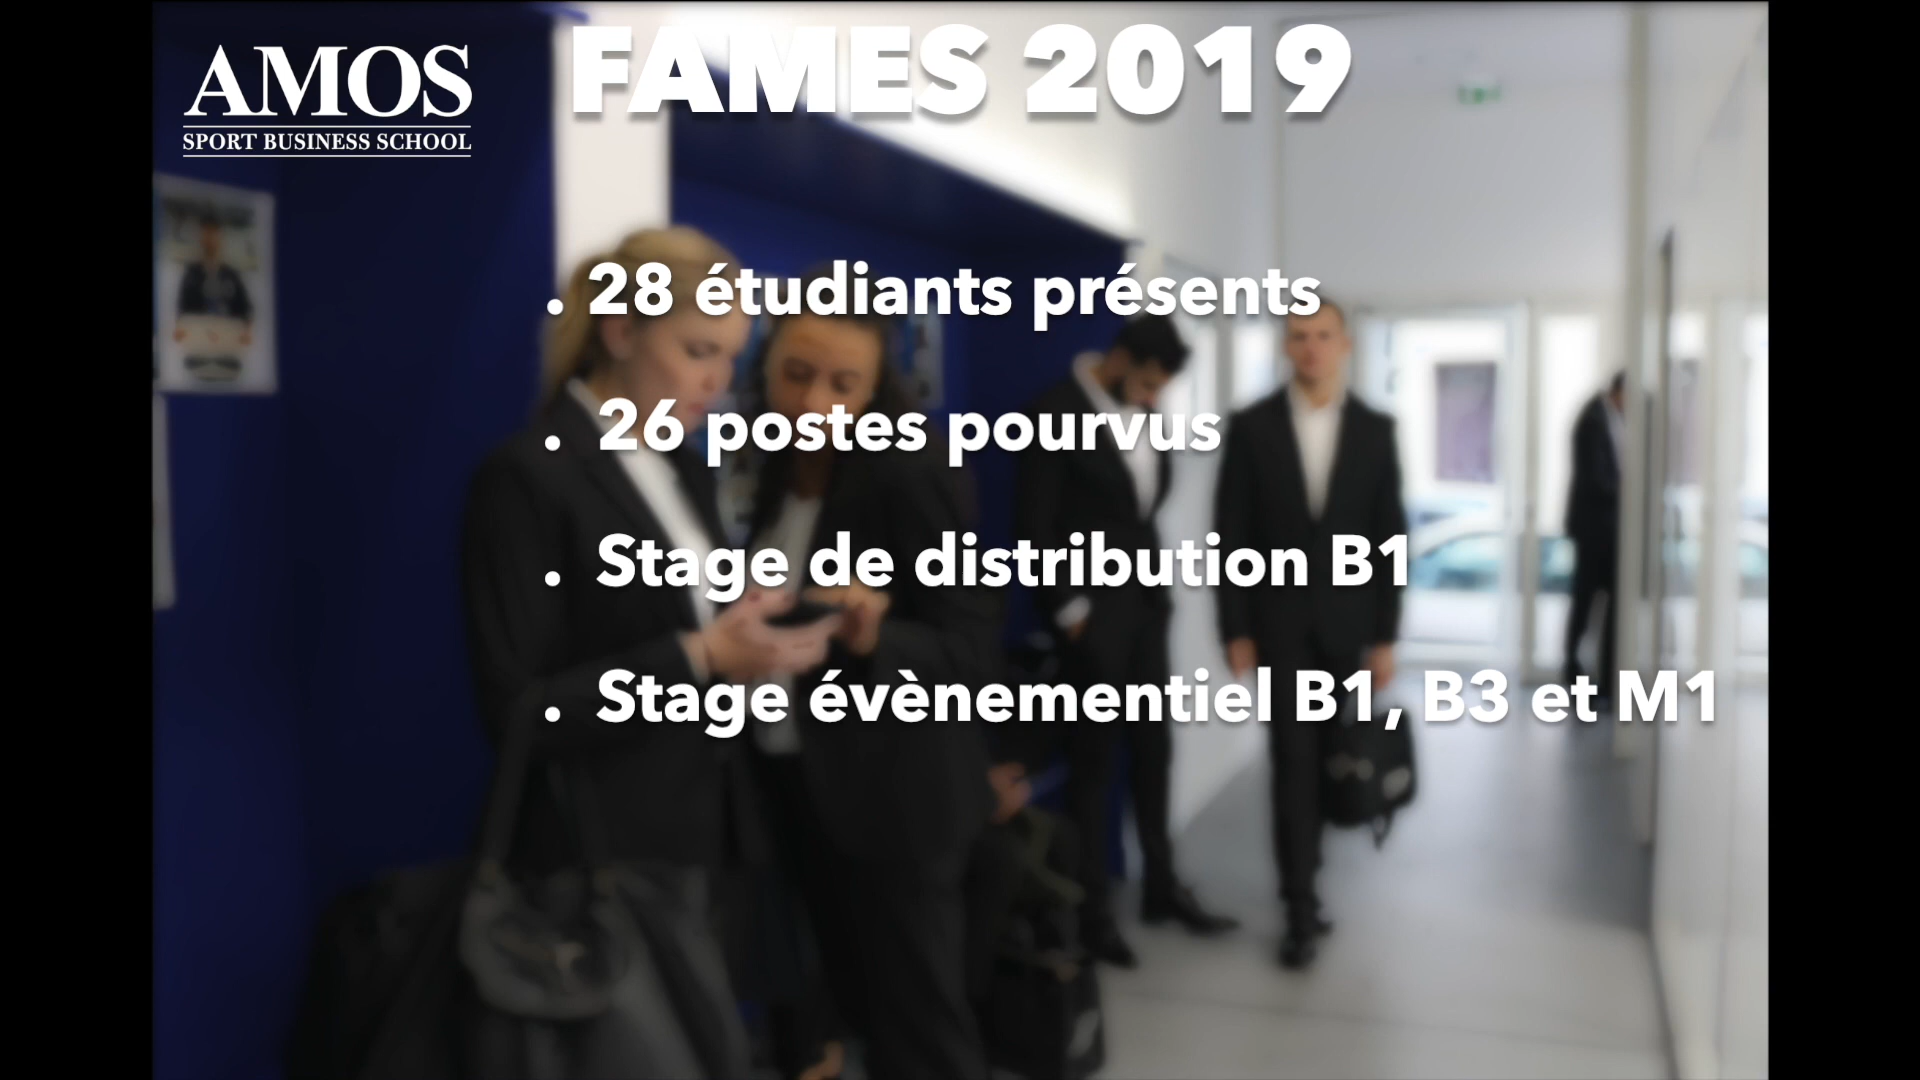 AMOS
SPORT BUSINESS SCHOOL
FAMES 2019
. 28 étudiants présents
. 26 postes pourvus
. Stage de distribution B1
. Stage évènementiel B1, B3 et M1